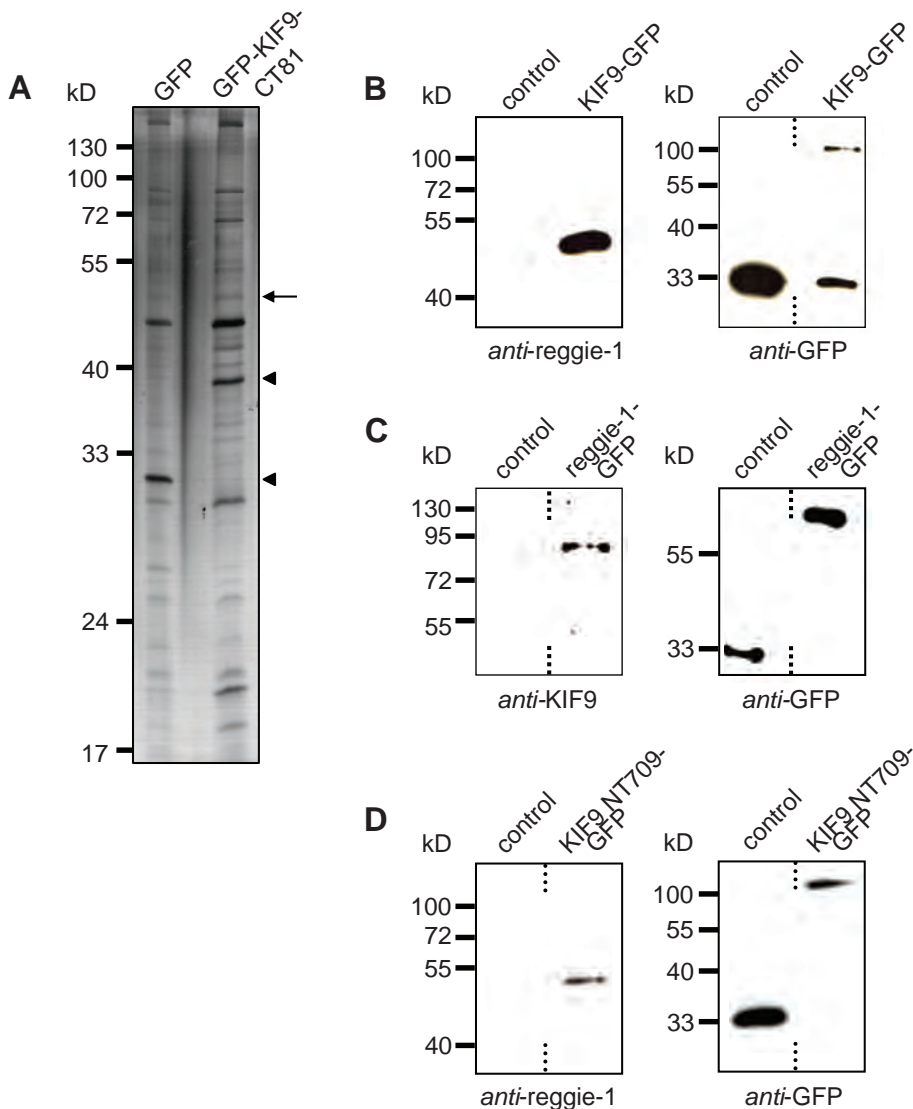 A
kD
GFP
GFP-KIF9-
CT81
130
100
72
55
40
33
24
17
B
kD
control
KIF9-GFP
100
72
55
40
anti-reggie-1
kD
control
KIF9-GFP
100
55
40
33
anti-GFP
C
kD
control
reggie-1-
GFP
130
95
72
55
anti-KIF9
kD
control
reggie-1-
GFP
55
33
anti-GFP
D
kD
control
KIF9 NT709-
GFP
100
72
55
40
anti-reggie-1
kD
control
KIF9 NT709-
GFP
100
55
40
33
anti-GFP